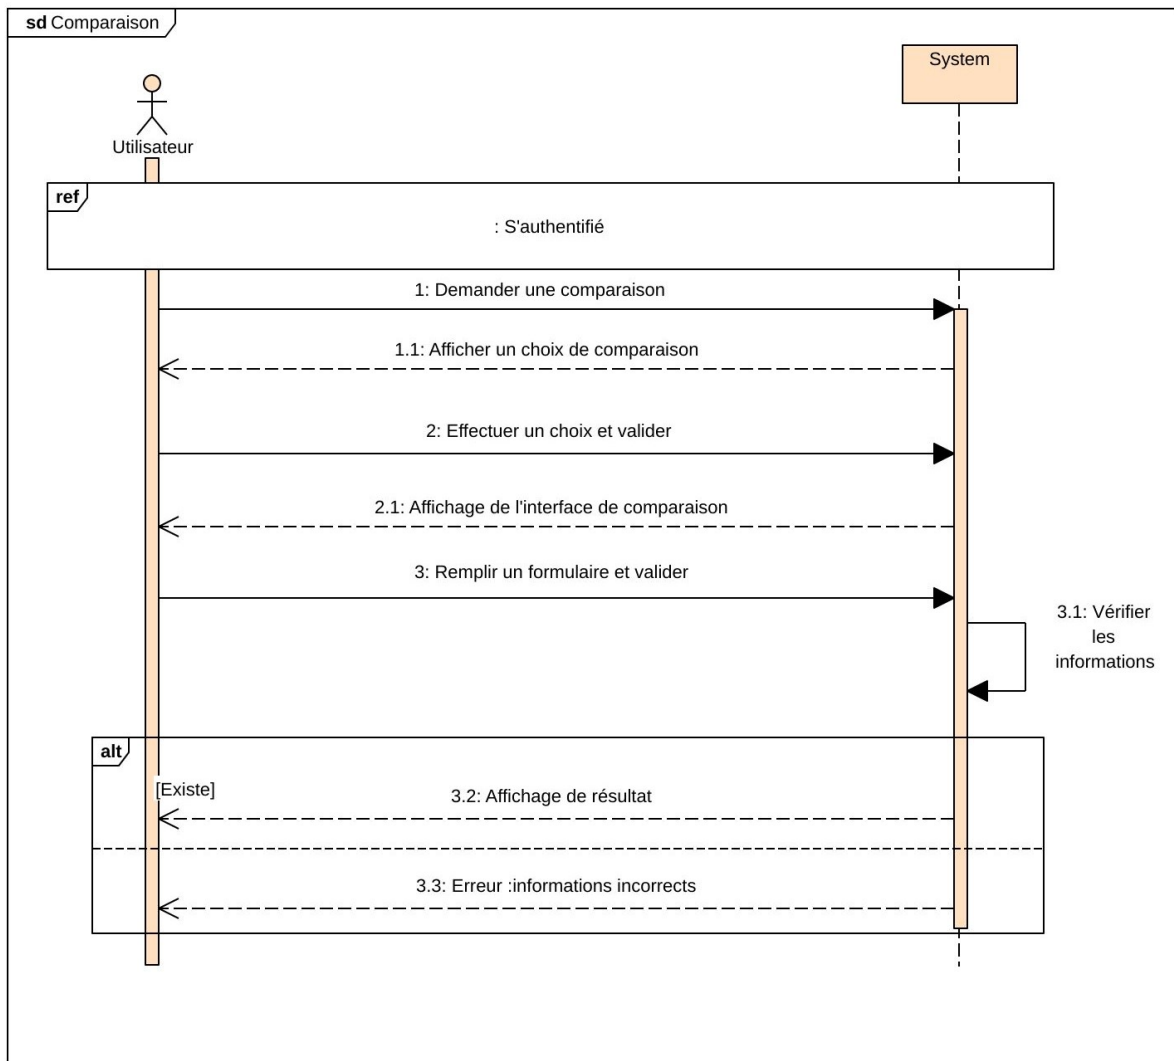 sd Comparaison
System
Utilisateur
ref
: S'authentifié
1: Demander une comparaison
1.1: Afficher un choix de comparaison
2: Effectuer un choix et valider
2.1: Affichage de l'interface de comparaison
3: Remplir un formulaire et valider
3.1: Vérifier
les
informations
alt
[Existe]
3.2: Affichage de résultat
3.3: Erreur :informations incorrects